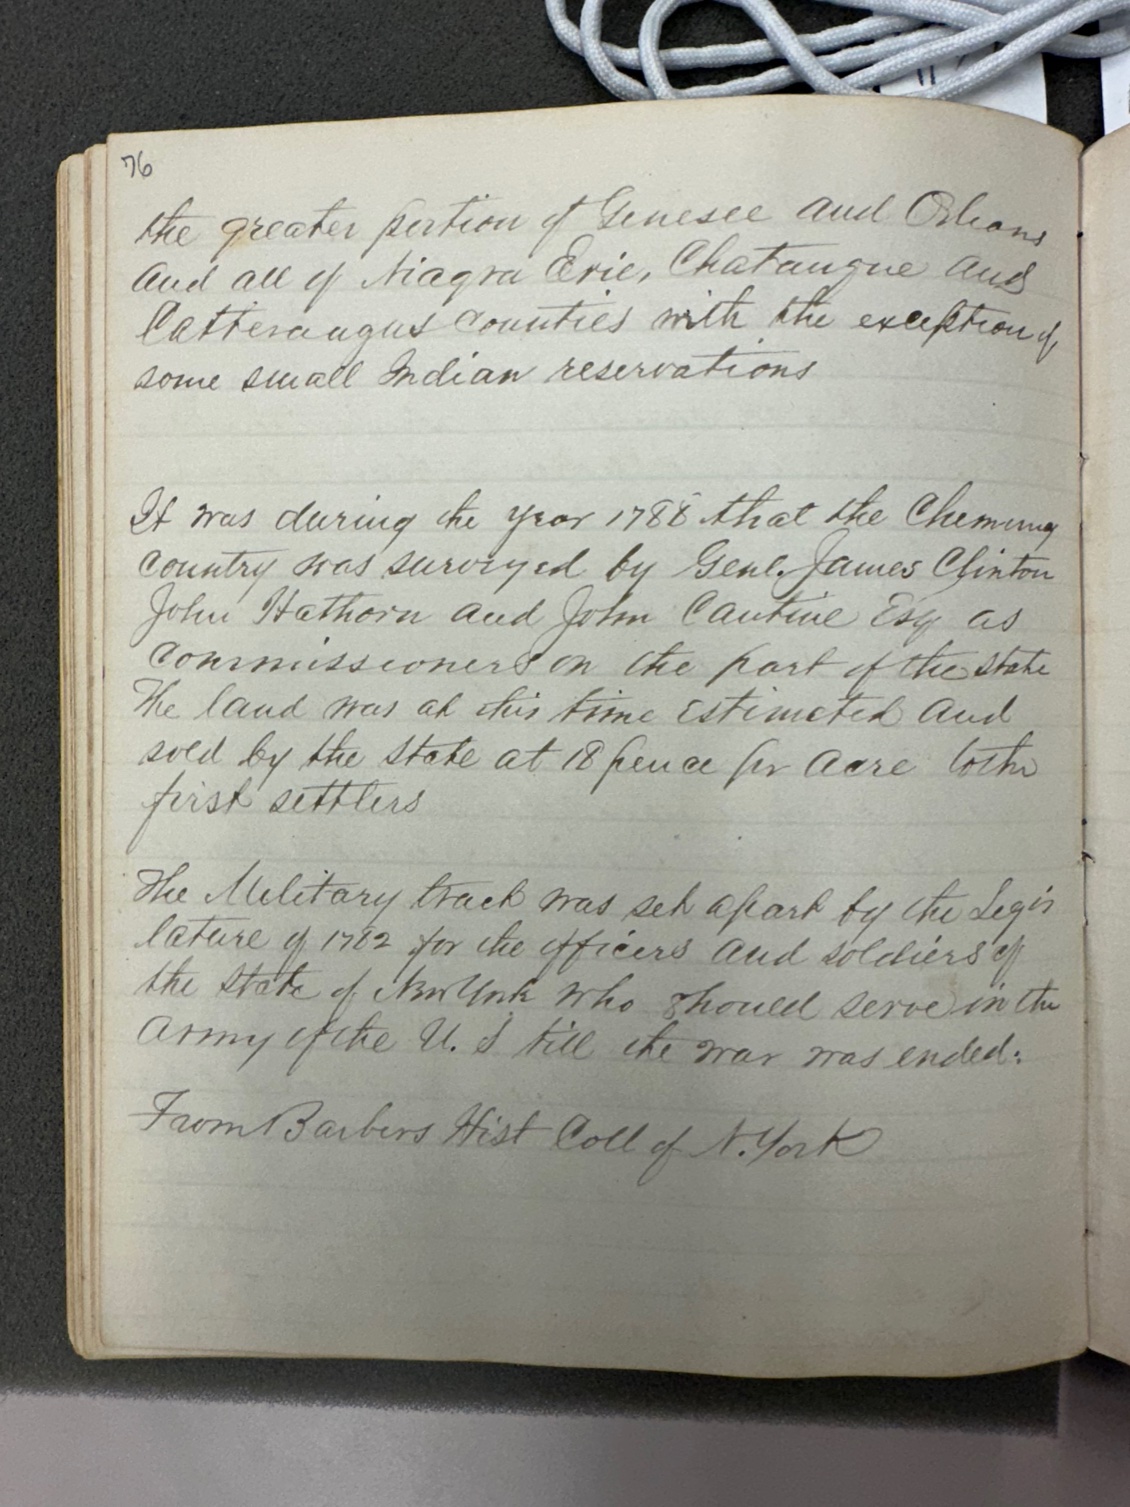 76
the greater portion of Genesee and Orleans
and all of Niagra Erie, Chatauque and
Catteraugus counties with the exception of
some small Indian reservations
It was during the year 1788 that the Chemung
country was surveyed by Genl. James Clinton
John Hathorn and John Cantine Esq as
commissioners on the part of the state
The land was at this time estimated and
sold by the state at 18 pence pr acre to the
first settlers
The Military track was set apart by the Legis
lature of 1782 for the officers and soldiers of
the state of New York who should serve in the
army of the U. S till the war was ended.
From Barbers Hist Coll of N. York